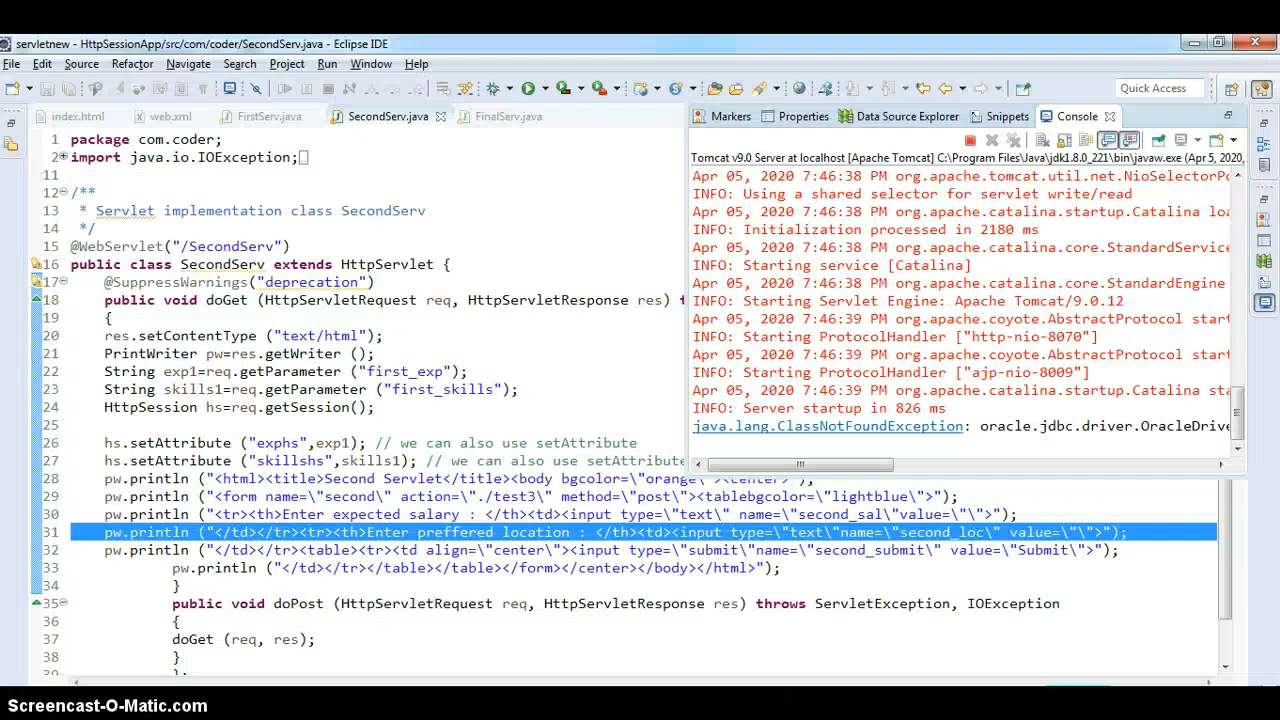 servletnew - HttpSessionApp/src/com/coder/SecondServ.java - Eclipse IDE
File Edit Source Refactor Navigate Search Project Run Window Help
Quick Access
index.html web.xml FirstServ.java SecondServ.java FinalServ.java
1 package com.coder;
2 import java.io.IOException;
11
12 /**
13 * Servlet implementation class SecondServ
14 */
15 @WebServlet("/SecondServ")
16 public class SecondServ extends HttpServlet {
17 @SuppressWarnings("deprecation")
18 public void doGet (HttpServletRequest req, HttpServletResponse res) t
19 {
20 res.setContentType ("text/html");
21 PrintWriter pw=res.getWriter ();
22 String exp1=req.getParameter ("first_exp");
23 String skills1=req.getParameter ("first_skills");
24 HttpSession hs=req.getSession();
25
26 hs.setAttribute ("exphs",exp1); // we can also use setAttribute
27 hs.setAttribute ("skillshs",skills1); // we can also use setAttribute
28 pw.println ("<html><title>Second Servlet</title><body bgcolor=\"orange\"><center>");
29 pw.println ("<form name=\"second\" action=\"./test3\" method=\"post\"><tablebgcolor=\"lightblue\">");
30 pw.println ("<tr><th>Enter expected salary : </th><td><input type=\"text\" name=\"second_sal\"value=\"\">");
31 pw.println ("</td></tr><tr><th>Enter preffered location : </th><td><input type=\"text\"name=\"second_loc\" value=\"\">");
32 pw.println ("</td></tr><table><tr><td align=\"center\"><input type=\"submit\"name=\"second_submit\" value=\"Submit\">");
33 pw.println ("</td></tr></table></table></form></center></body></html>");
34 }
35 public void doPost (HttpServletRequest req, HttpServletResponse res) throws ServletException, IOException
36 {
37 doGet (req, res);
38 }
39 };
Markers Properties Data Source Explorer Snippets Console
Tomcat v9.0 Server at localhost [Apache Tomcat] C:\Program Files\Java\jdk1.8.0_221\bin\javaw.exe (Apr 5, 2020,
Apr 05, 2020 7:46:38 PM org.apache.tomcat.util.net.NioSelectorPo
INFO: Using a shared selector for servlet write/read
Apr 05, 2020 7:46:38 PM org.apache.catalina.startup.Catalina loa
INFO: Initialization processed in 2180 ms
Apr 05, 2020 7:46:38 PM org.apache.catalina.core.StandardService
INFO: Starting service [Catalina]
Apr 05, 2020 7:46:38 PM org.apache.catalina.core.StandardEngine
INFO: Starting Servlet Engine: Apache Tomcat/9.0.12
Apr 05, 2020 7:46:39 PM org.apache.coyote.AbstractProtocol start
INFO: Starting ProtocolHandler ["http-nio-8070"]
Apr 05, 2020 7:46:39 PM org.apache.coyote.AbstractProtocol start
INFO: Starting ProtocolHandler ["ajp-nio-8009"]
Apr 05, 2020 7:46:39 PM org.apache.catalina.startup.Catalina sta
INFO: Server startup in 826 ms
java.lang.ClassNotFoundException: oracle.jdbc.driver.OracleDrive
Screencast-O-Matic.com